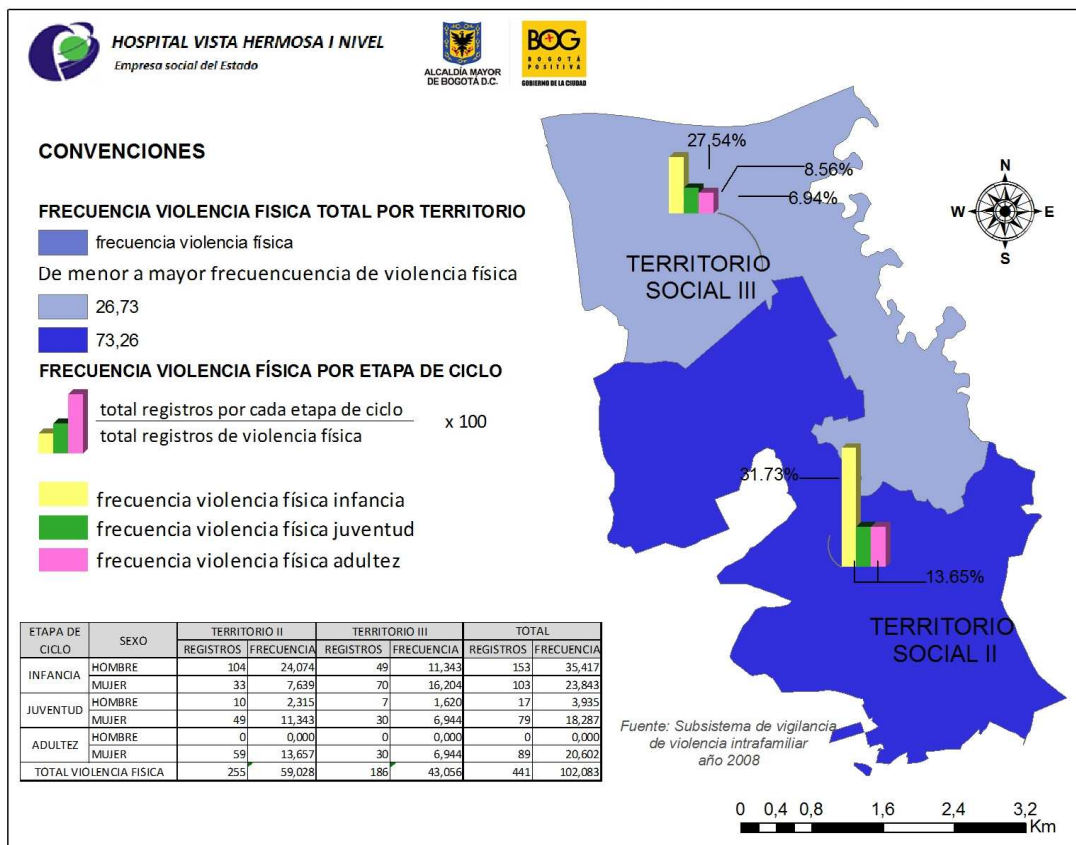 HOSPITAL VISTA HERMOSA I NIVEL
Empresa social del Estado
ALCALDÍA MAYOR
DE BOGOTÁ D.C.
BOG
BOGOTÁ
POSITIVA
GOBIERNO DE LA CIUDAD
CONVENCIONES
FRECUENCIA VIOLENCIA FISICA TOTAL POR TERRITORIO
frecuencia violencia física
De menor a mayor frecuencuencia de violencia física
26,73
73,26
FRECUENCIA VIOLENCIA FÍSICA POR ETAPA DE CICLO
total registros por cada etapa de ciclo
x 100
total registros de violencia física
frecuencia violencia física infancia
frecuencia violencia física juventud
frecuencia violencia física adultez
27,54%
8.56%
6.94%
TERRITORIO
SOCIAL III
N
W E
S
31.73%
13.65%
TERRITORIO
SOCIAL II
ETAPA DE CICLO SEXO TERRITORIO II TERRITORIO III TOTAL
REGISTROS FRECUENCIA REGISTROS FRECUENCIA REGISTROS FRECUENCIA
INFANCIA HOMBRE 104 24,074 49 11,343 153 35,417
MUJER 33 7,639 70 16,204 103 23,843
JUVENTUD HOMBRE 10 2,315 7 1,620 17 3,935
MUJER 49 11,343 30 6,944 79 18,287
ADULTEZ HOMBRE 0 0,000 0 0,000 0 0,000
MUJER 59 13,657 30 6,944 89 20,602
TOTAL VIOLENCIA FISICA 255 59,028 186 43,056 441 102,083
Fuente: Subsistema de vigilancia
de violencia intrafamiliar
año 2008
0 0,4 0,8 1,6 2,4 3,2
Km